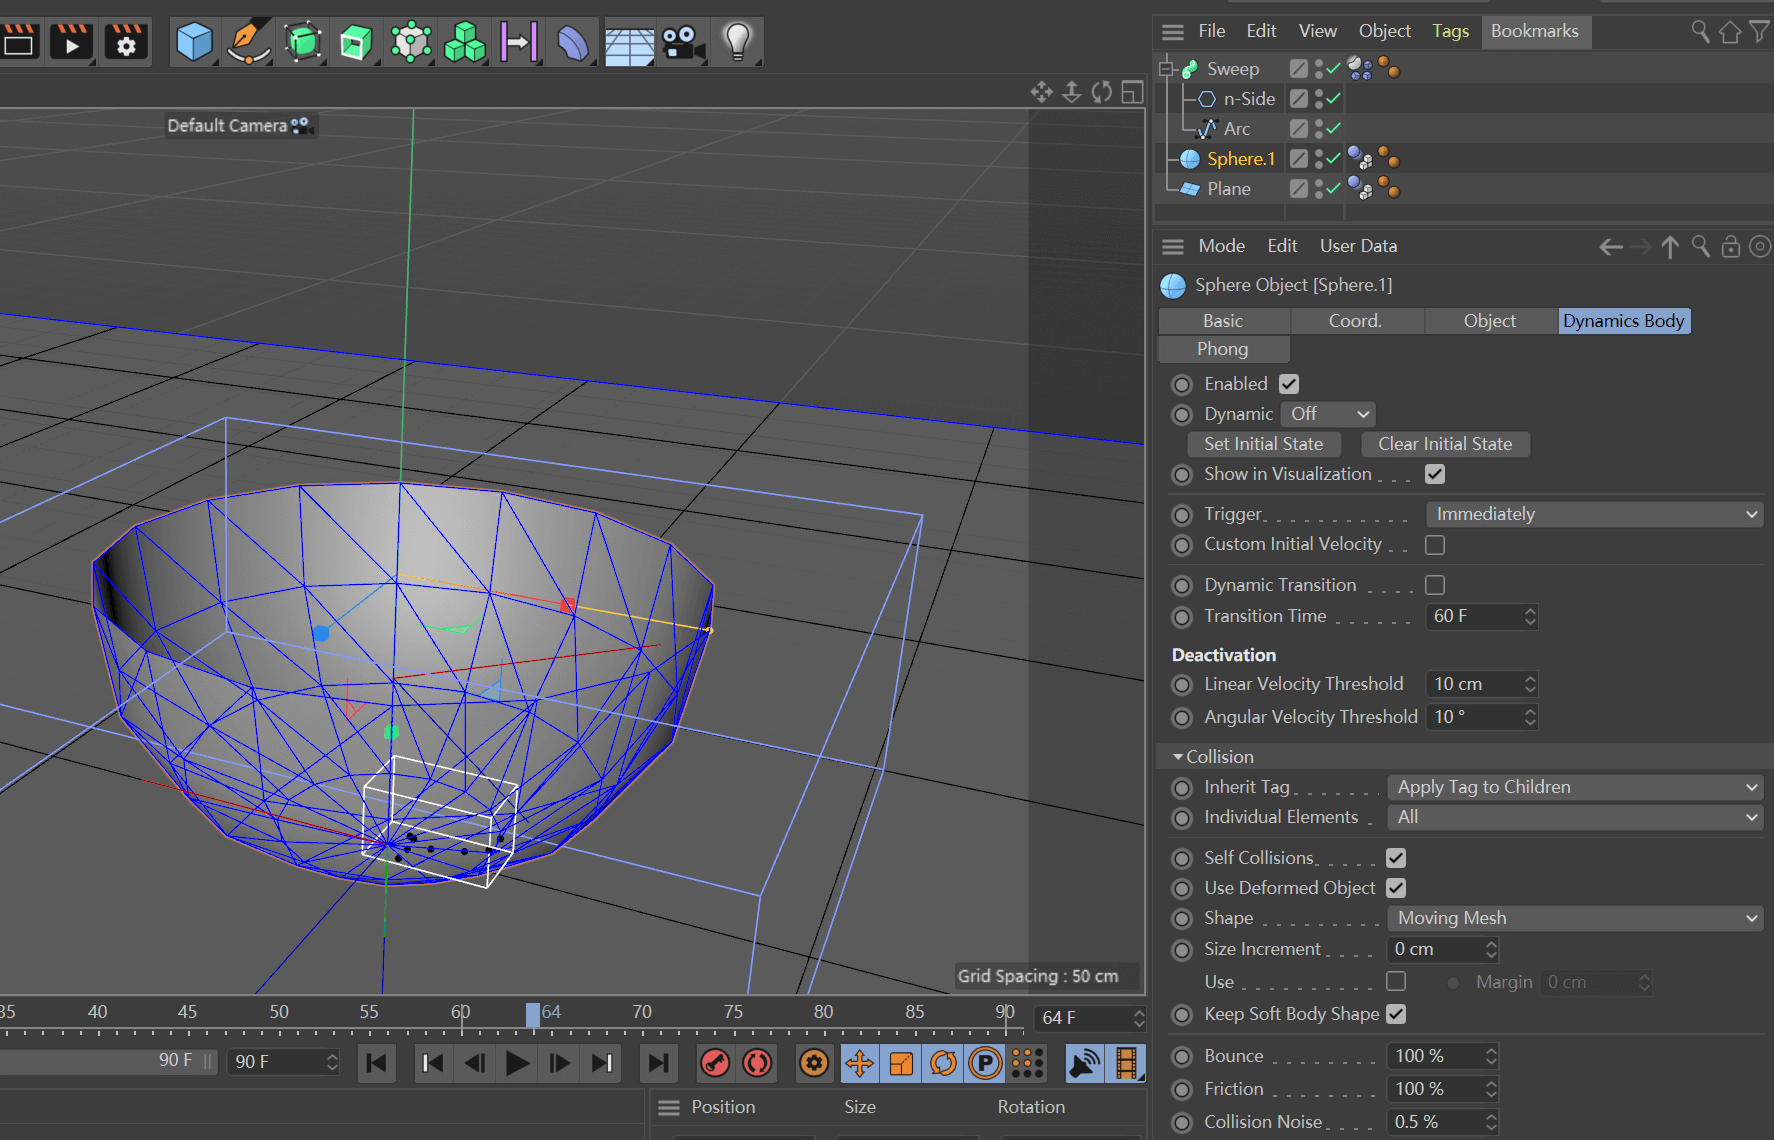 File Edit View Object Tags Bookmarks
Sweep
n-Side
Arc
Sphere.1
Plane
Default Camera
Mode Edit User Data
Sphere Object [Sphere.1]
Basic Coord. Object Dynamics Body
Phong
Enabled
Dynamic Off
Set Initial State Clear Initial State
Show in Visualization
Trigger Immediately
Custom Initial Velocity
Dynamic Transition
Transition Time 60 F
Deactivation
Linear Velocity Threshold 10 cm
Angular Velocity Threshold 10 °
Collision
Inherit Tag Apply Tag to Children
Individual Elements All
Self Collisions
Use Deformed Object
Shape Moving Mesh
Size Increment 0 cm
Use Margin 0 cm
Keep Soft Body Shape
Bounce 100 %
Friction 100 %
Collision Noise 0.5 %
Grid Spacing : 50 cm
35 40 45 50 55 60 64 70 75 80 85 90 64 F
90 F 90 F
P
Position Size Rotation